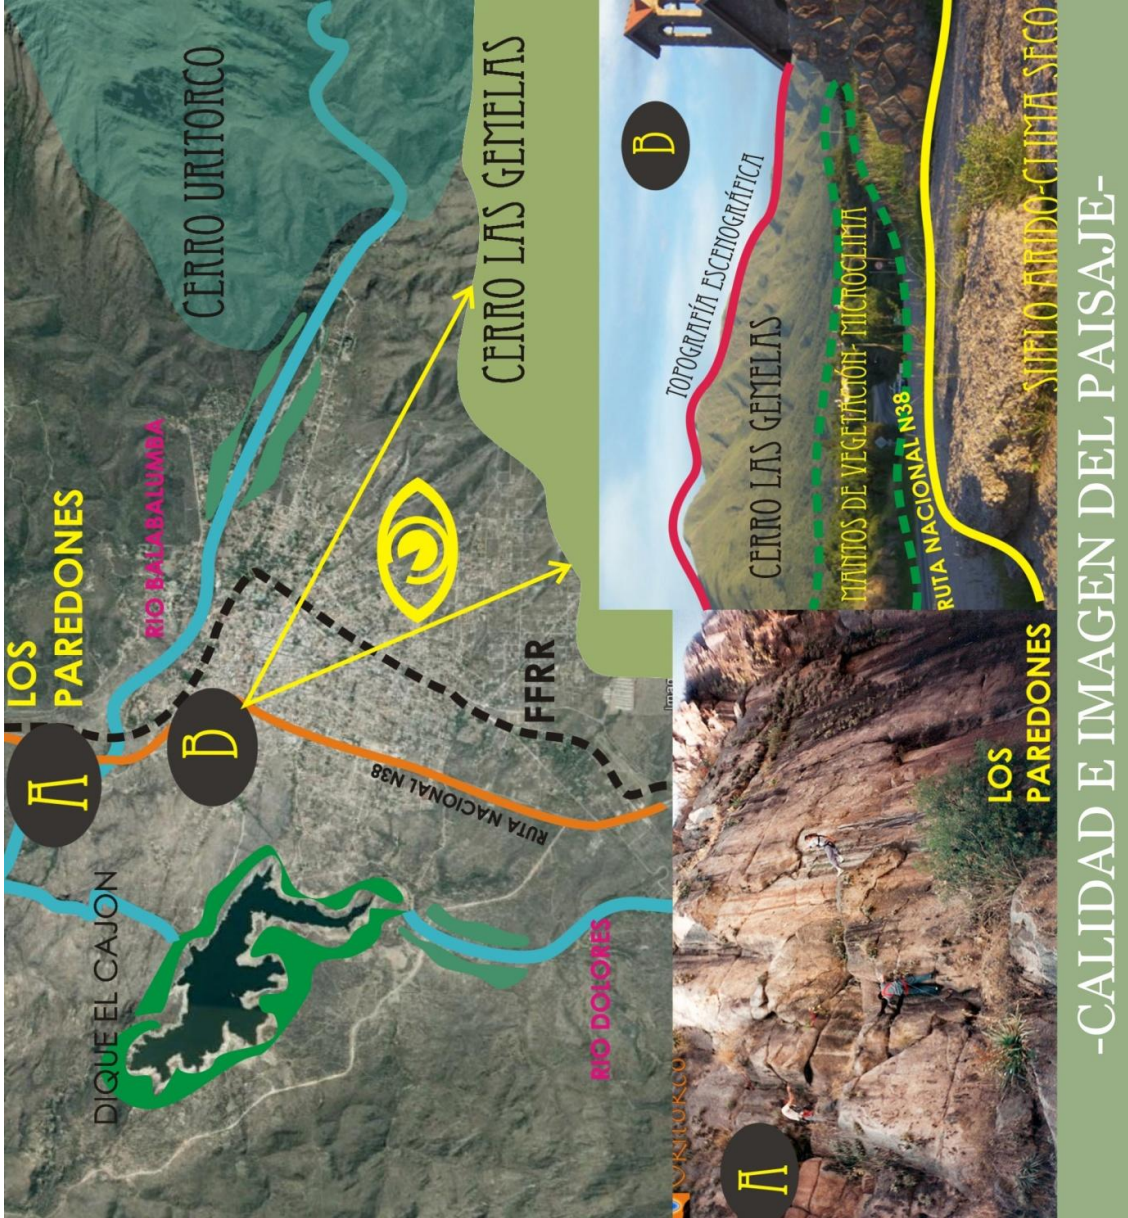 LOS
PAREDONES
A
DIQUE EL CAJON
RIO BALABALUMBA
CERRO URITORCO
B
RUTA NACIONAL N38
FFRR
CERRO LAS GEMELAS
RIO DOLORES
A
LOS
PAREDONES
B
TOPOGRAFÍA ESCENOGRÁFICA
CERRO LAS GEMELAS
MANTOS DE VEGETACIÓN- MICROCLIMA
RUTA NACIONAL N38
SUELO ARIDO-CLIMA SECO
-CALIDAD E IMAGEN DEL PAISAJE-